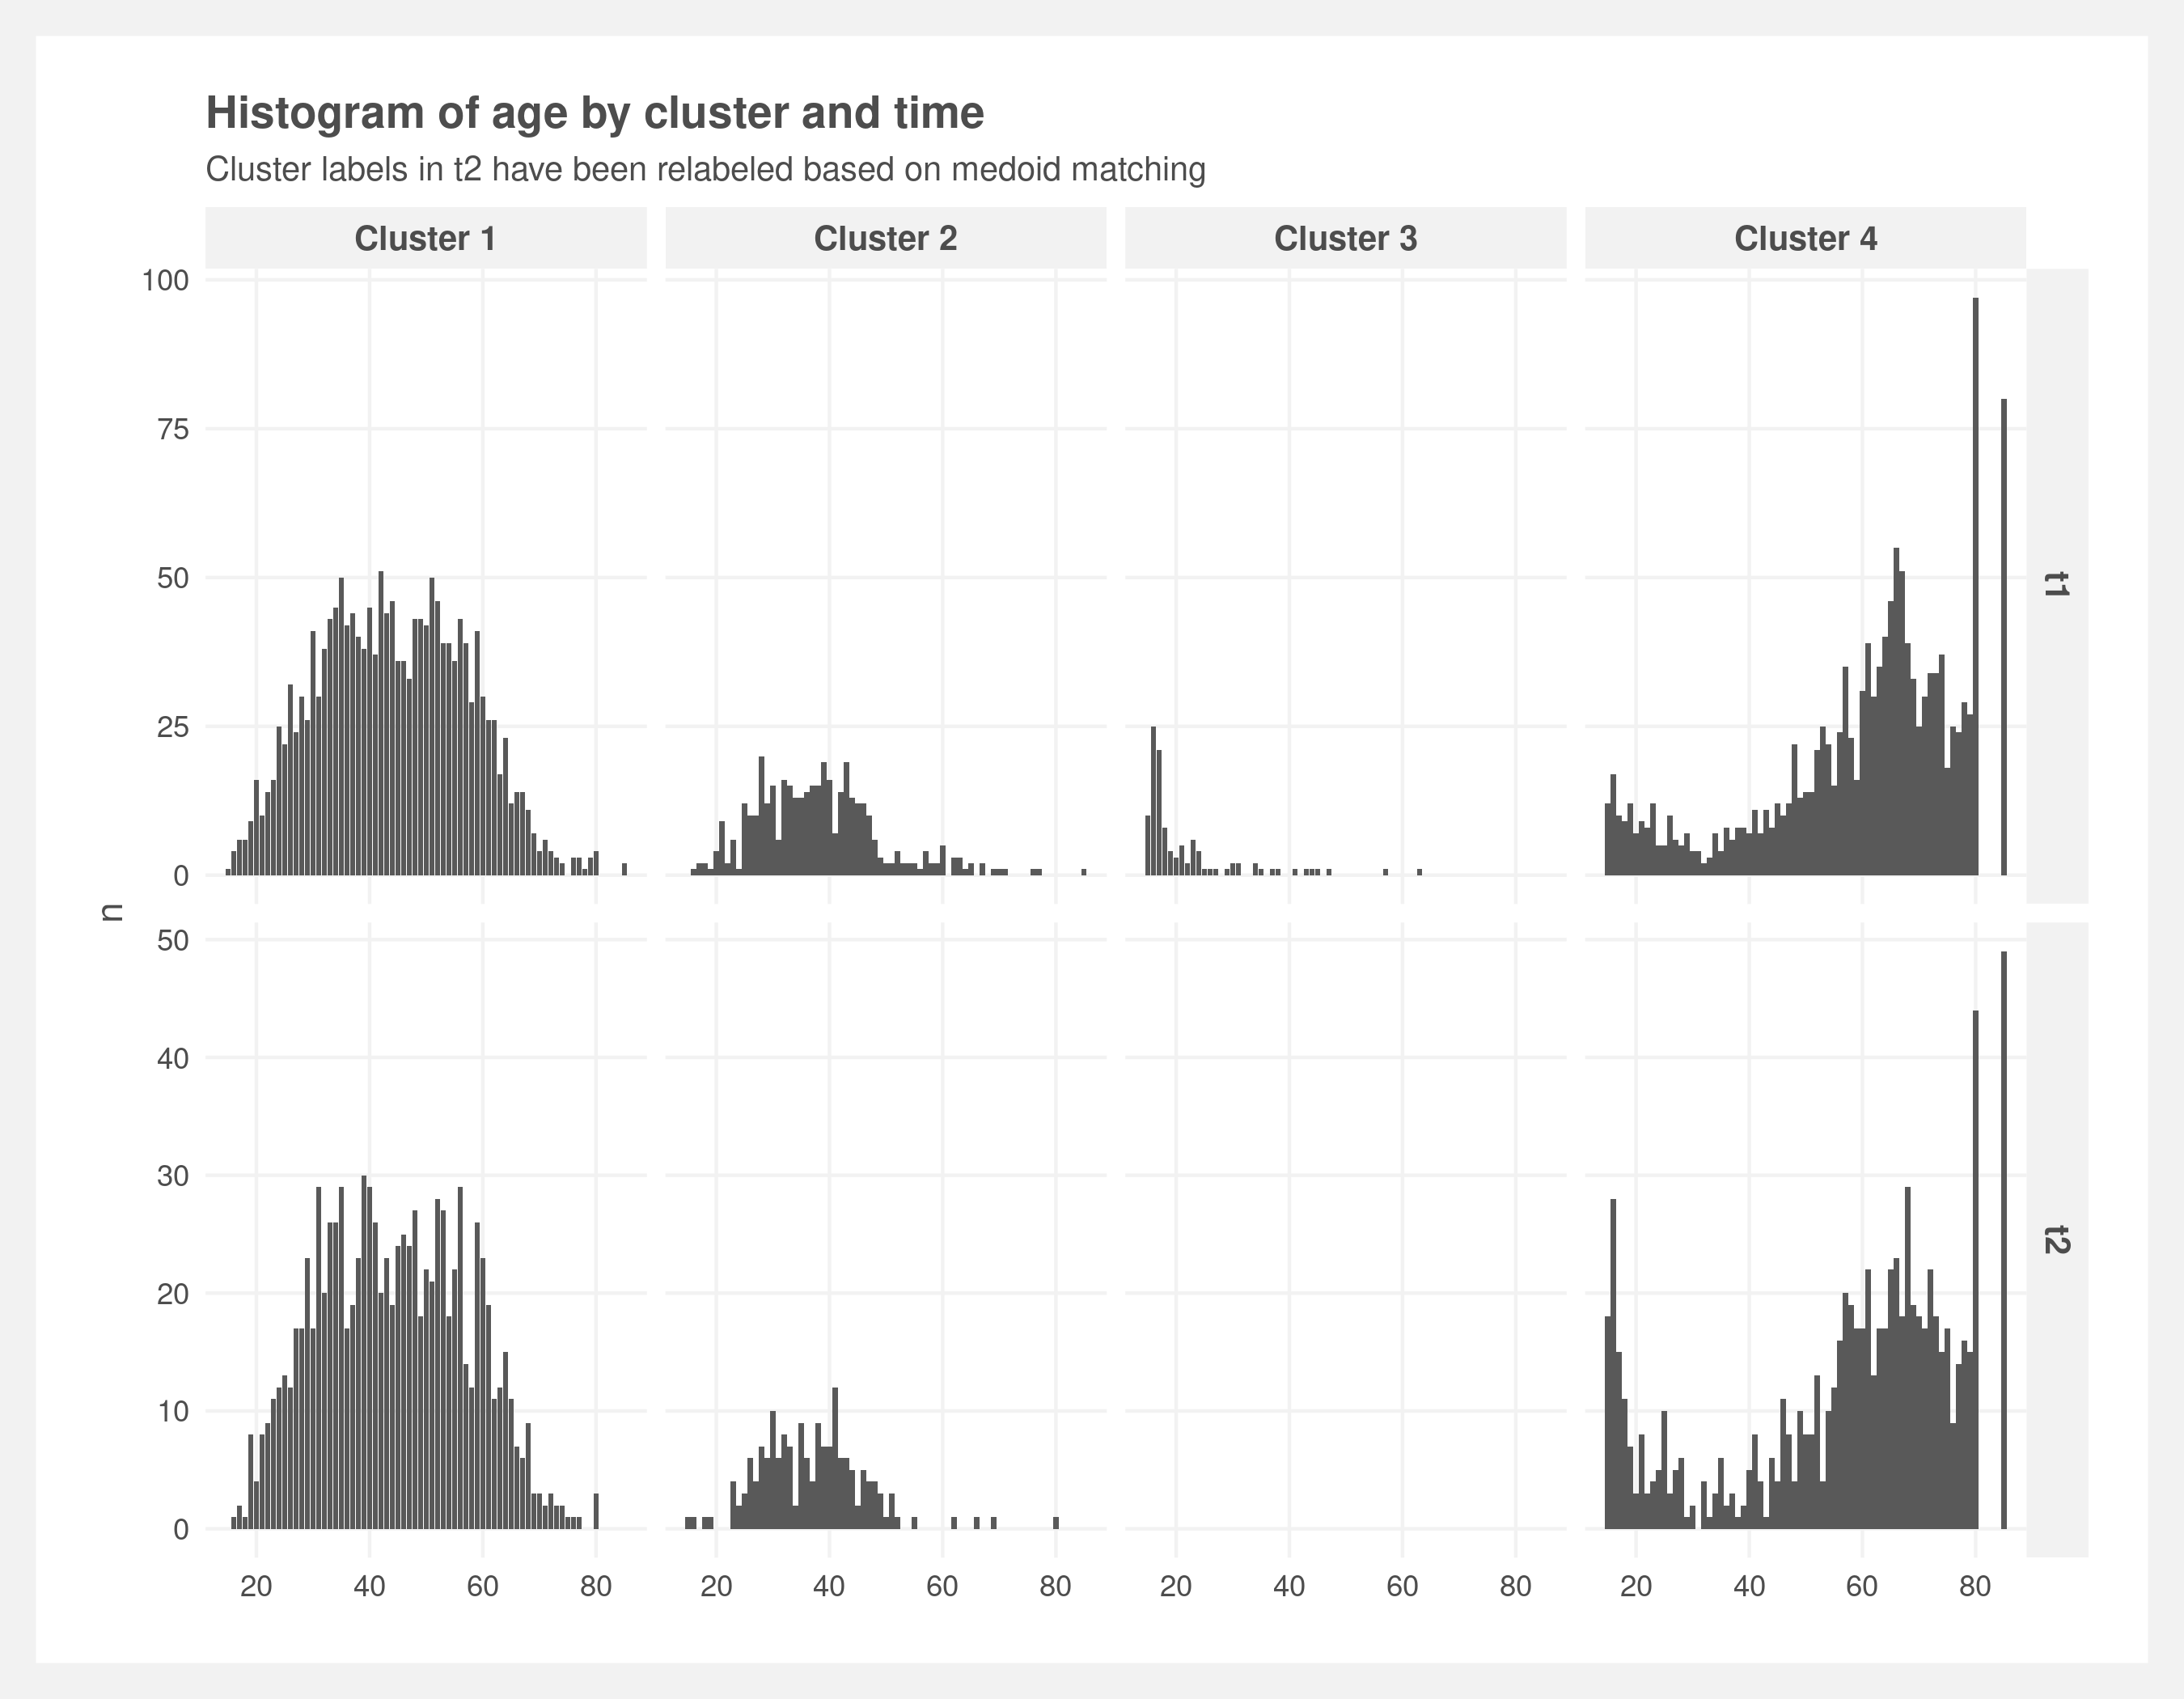 Histogram of age by cluster and time
Cluster labels in t2 have been relabeled based on medoid matching
Cluster 1 Cluster 2 Cluster 3 Cluster 4
100
75
50
25
0
t1
n
50
40
30
20
10
0
t2
20 40 60 80 20 40 60 80 20 40 60 80 20 40 60 80